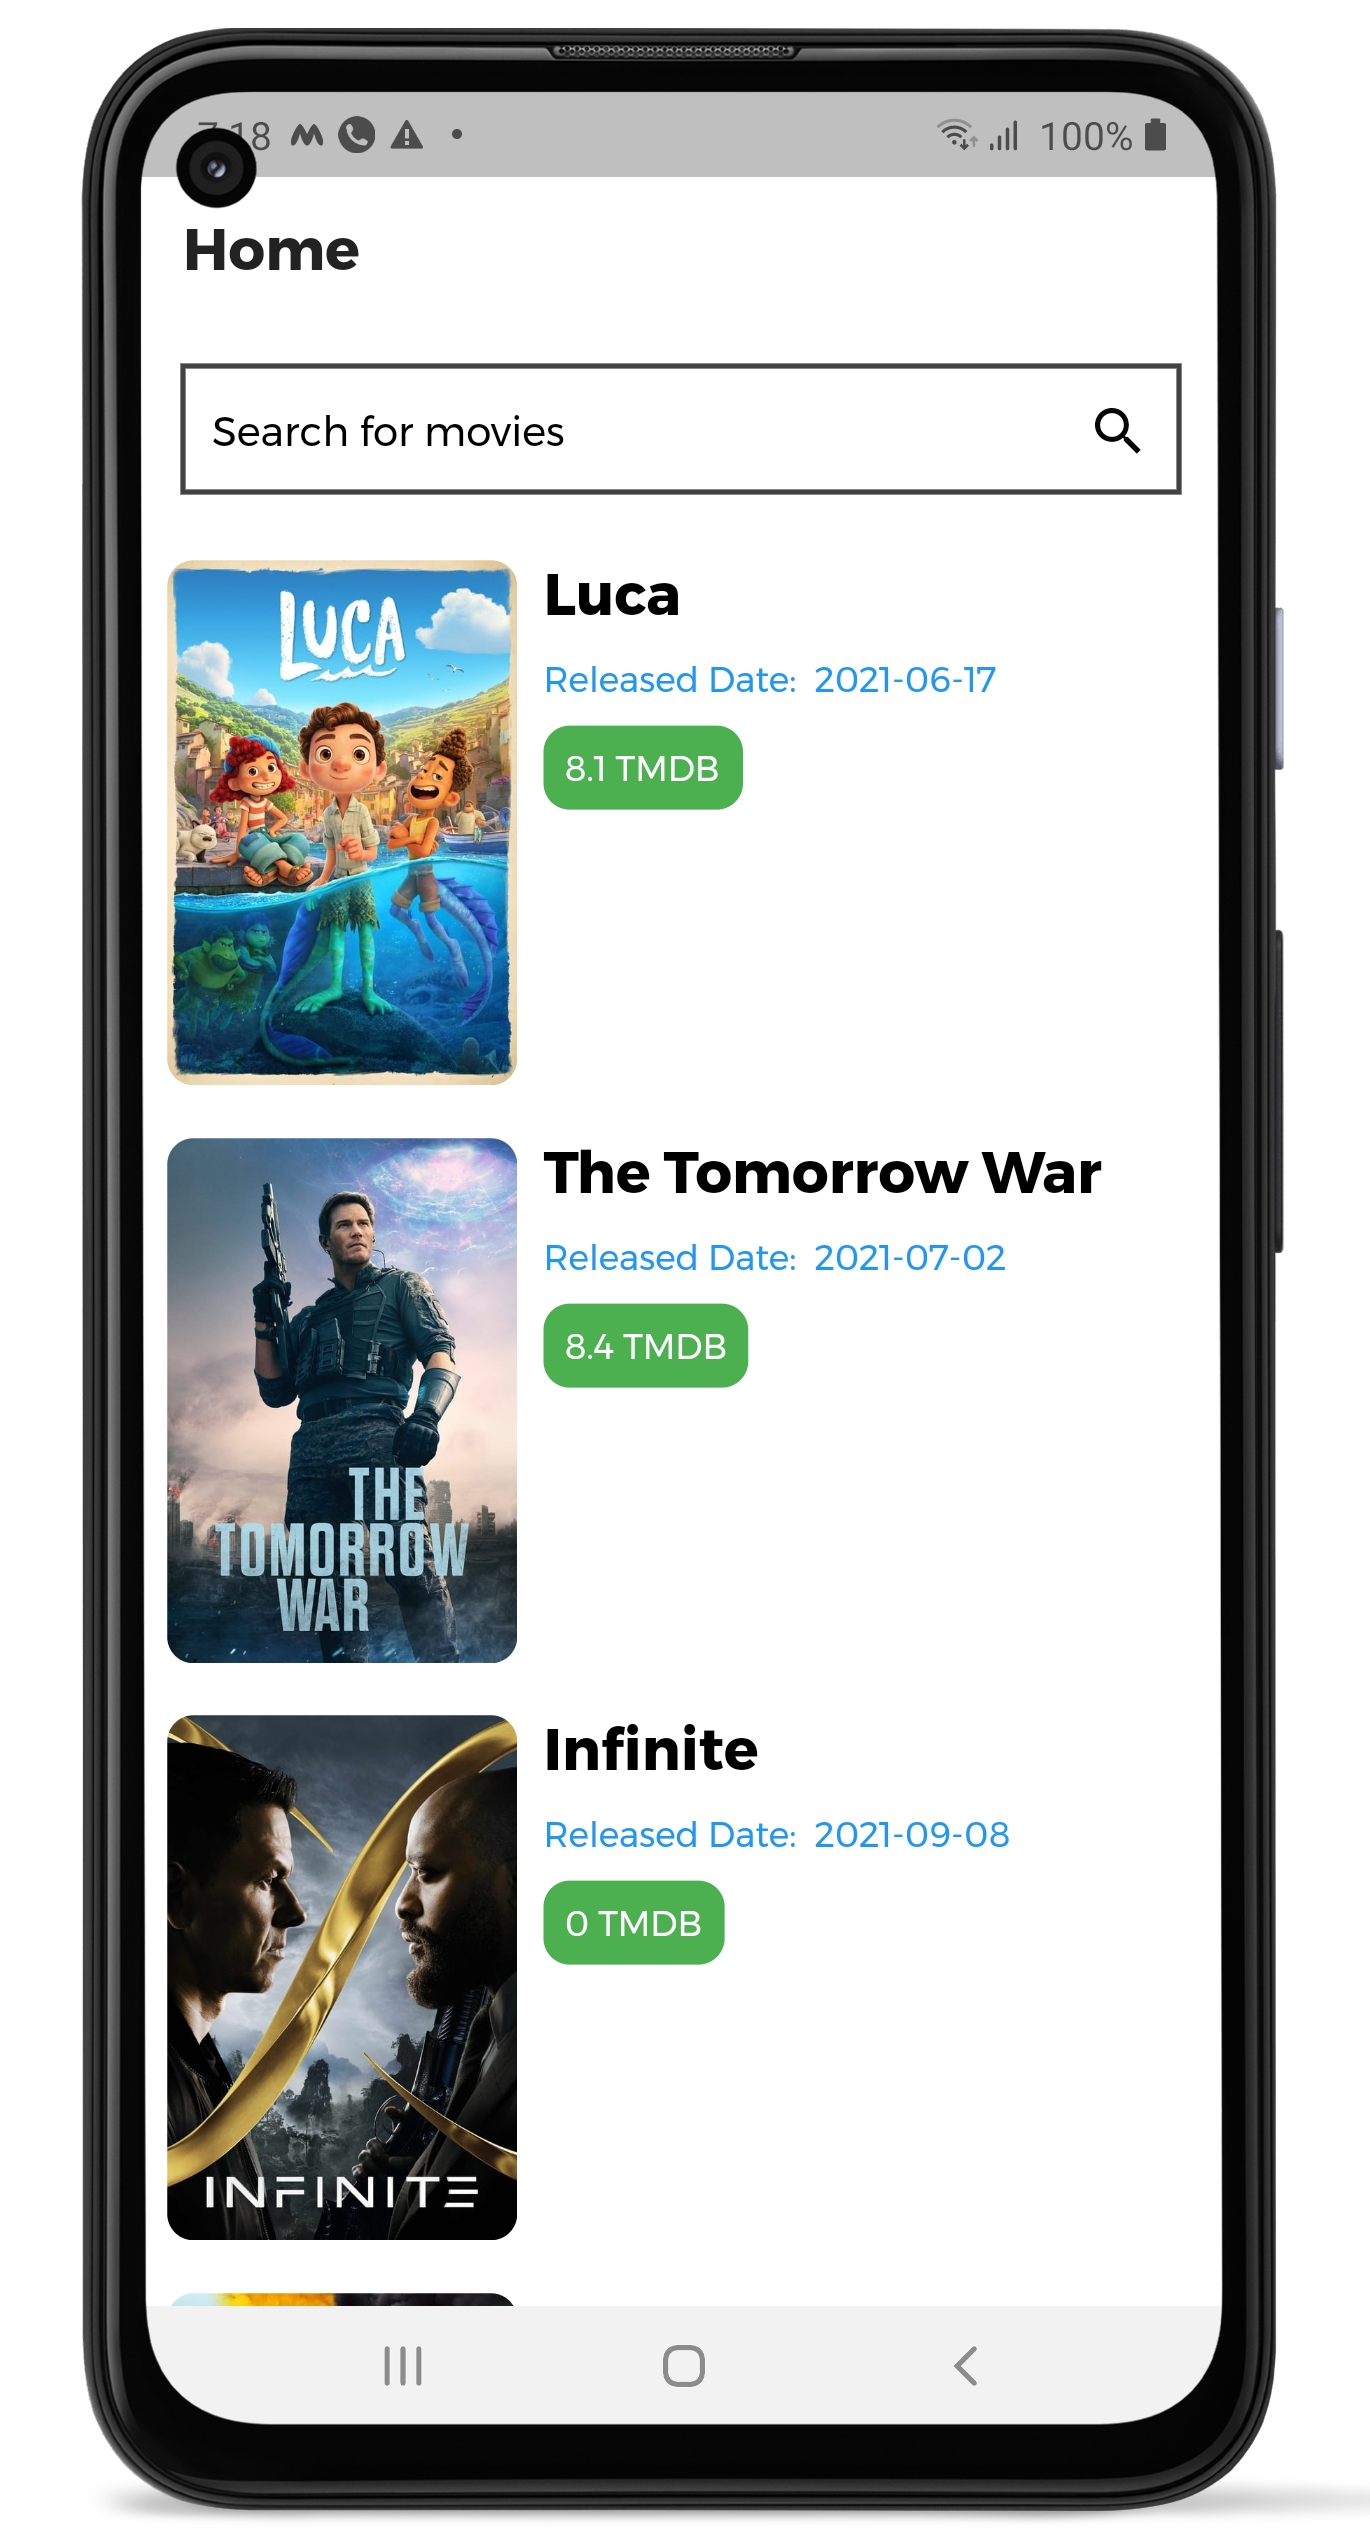 100%
Home
Search for movies
LUCA
Luca
Released Date: 2021-06-17
8.1 TMDB
The Tomorrow War
Released Date: 2021-07-02
8.4 TMDB
THE
TOMORROW
WAR
Infinite
Released Date: 2021-09-08
0 TMDB
INFINITE